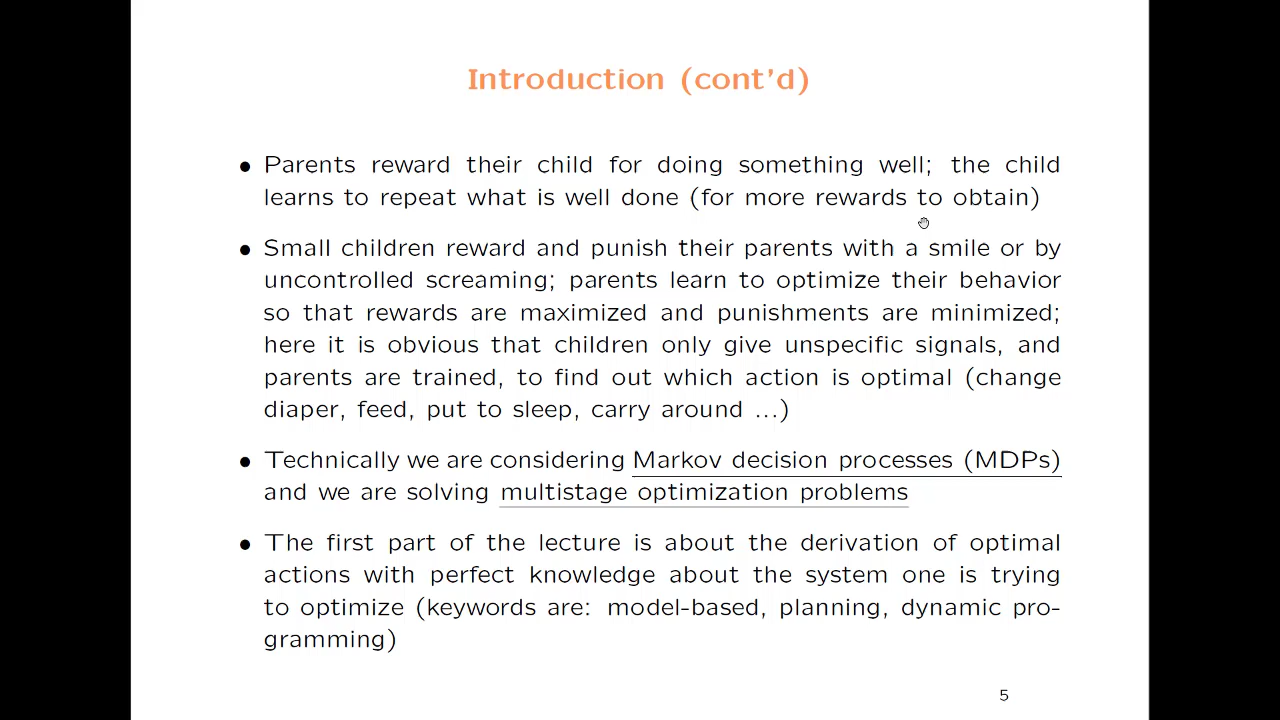 Introduction (cont'd)
• Parents reward their child for doing something well; the child
learns to repeat what is well done (for more rewards to obtain)
• Small children reward and punish their parents with a smile or by
uncontrolled screaming; parents learn to optimize their behavior
so that rewards are maximized and punishments are minimized;
here it is obvious that children only give unspecific signals, and
parents are trained, to find out which action is optimal (change
diaper, feed, put to sleep, carry around ...)
• Technically we are considering Markov decision processes (MDPs)
and we are solving multistage optimization problems
• The first part of the lecture is about the derivation of optimal
actions with perfect knowledge about the system one is trying
to optimize (keywords are: model-based, planning, dynamic pro-
gramming)
5